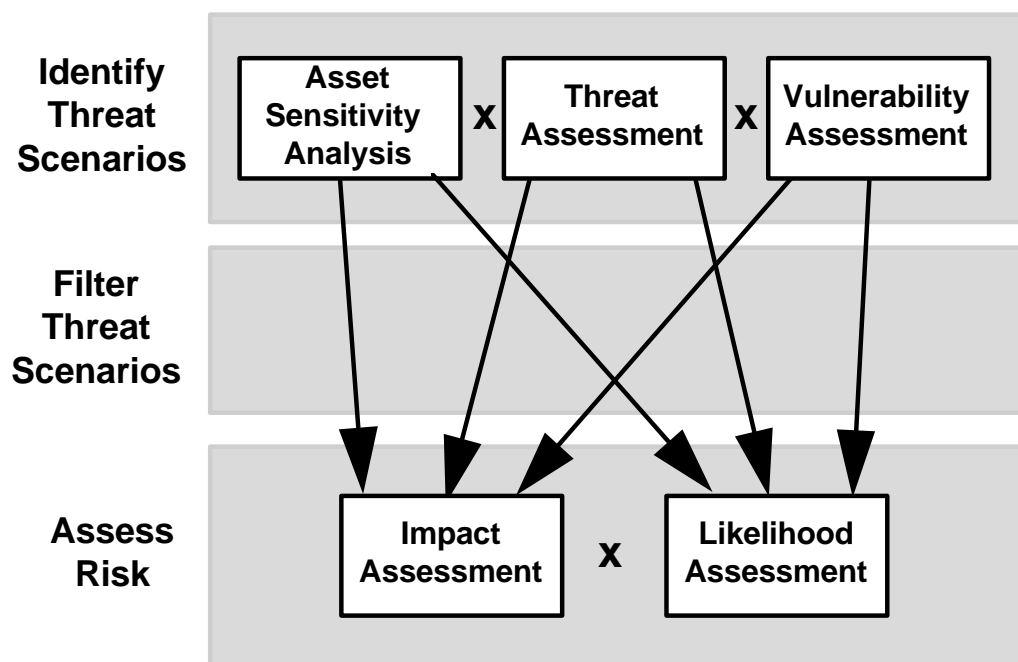 Identify
Threat
Scenarios
Asset
Sensitivity
Analysis
x
Threat
Assessment
x
Vulnerability
Assessment
Filter
Threat
Scenarios
Assess
Risk
Impact
Assessment
x
Likelihood
Assessment